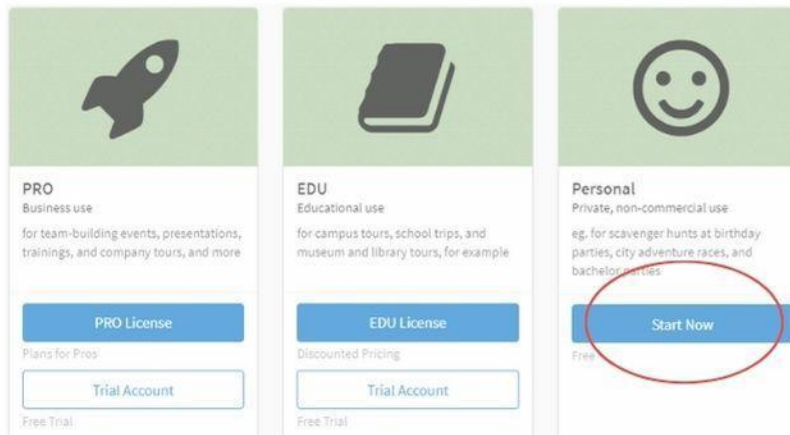 PRO
Business use
for team-building events, presentations,
trainings, and company tours, and more
PRO License
Plans for Pros!
Trial Account
Free Trial
EDU
Educational use
for campus tours, school trips, and
museum and library tours, for example
EDU License
Discounted Pricing
Trial Account
Free Trial
Personal
Private, non-commercial use
eg. for scavenger hunts at birthday
parties, city adventure races, and
bachelor parties
Start Now
Free